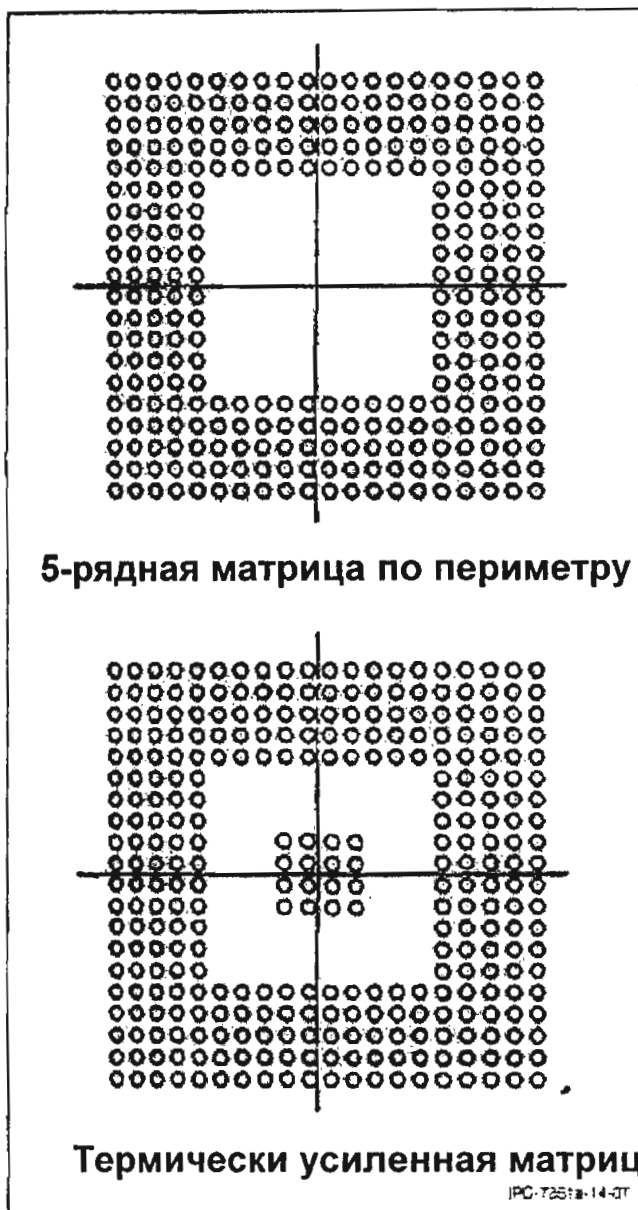 5-рядная матрица по периметру
Термически усиленная матриц